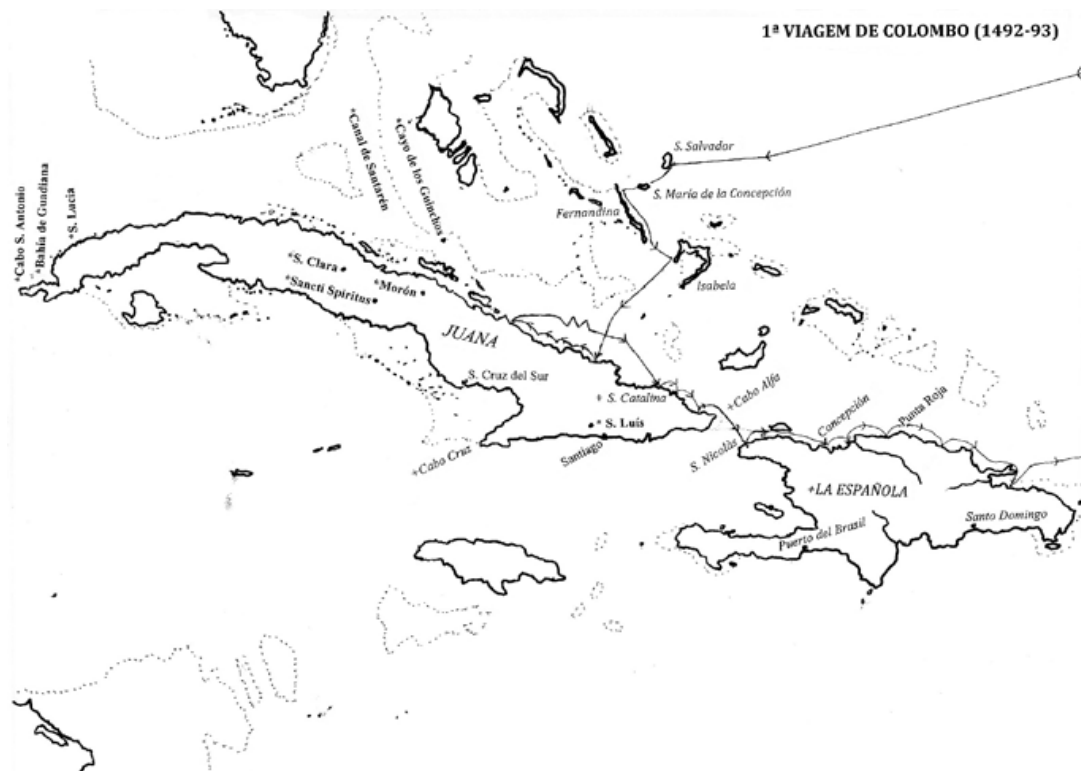 1ª VIAGEM DE COLOMBO (1492-93)
S. Salvador
S. María de la Concepción
Fernandina
Isabela
*Canal de Santarén
*Cayo de los Guinchos
*Cabo S. Antonio
*Bahía de Guadiana
*S. Lucia
*S. Clara
*Morón
*Sancti Spiritus
JUANA
S. Cruz del Sur
+ S. Catalina
* S. Luís
Santiago
+Cabo Cruz
+Cabo Alfa
S. Nicolás
Concepción
Punta Roja
+LA ESPAÑOLA
Santo Domingo
Puerto del Brasil